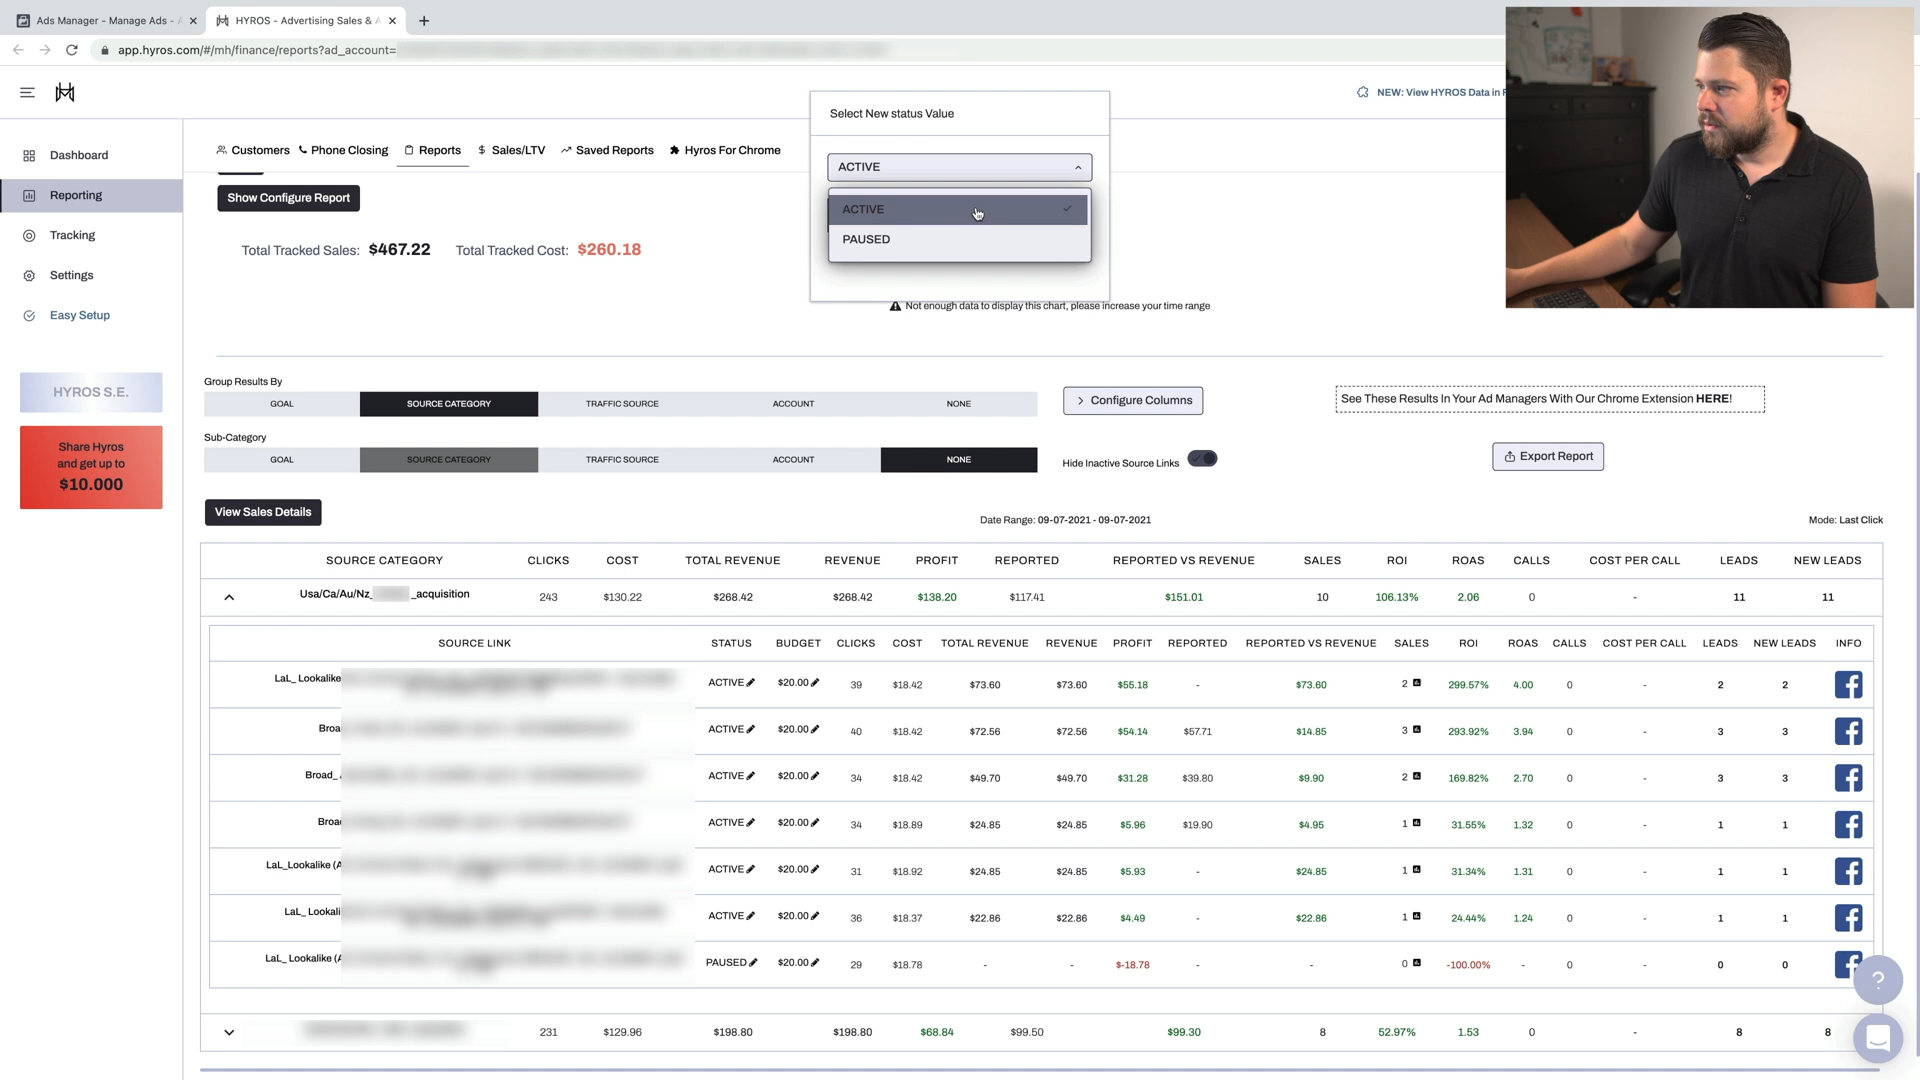 Ads Manager - Manage Ads -
HYROS - Advertising Sales & A
app.hyros.com/#/mh/finance/reports?ad_account=
NEW: View HYROS Data in
Select New status Value
ACTIVE
ACTIVE
PAUSED
Dashboard
Reporting
Tracking
Settings
Easy Setup
HYROS S.E.
Share Hyros
and get up to
$10.000
Customers Phone Closing Reports $ Sales/LTV Saved Reports Hyros For Chrome
Show Configure Report
Total Tracked Sales: $467.22 Total Tracked Cost: $260.18
Not enough data to display this chart, please increase your time range
Group Results By
GOAL SOURCE CATEGORY TRAFFIC SOURCE ACCOUNT NONE
Configure Columns
See These Results In Your Ad Managers With Our Chrome Extension HERE!
Sub-Category
GOAL SOURCE CATEGORY TRAFFIC SOURCE ACCOUNT NONE
Hide Inactive Source Links
Export Report
View Sales Details
Date Range: 09-07-2021 - 09-07-2021
Mode: Last Click
SOURCE CATEGORY CLICKS COST TOTAL REVENUE REVENUE PROFIT REPORTED REPORTED VS REVENUE SALES ROI ROAS CALLS COST PER CALL LEADS NEW LEADS
Usa/Ca/Au/Nz_ _acquisition 243 $130.22 $268.42 $268.42 $138.20 $117.41 $151.01 10 106.13% 2.06 0 - 11 11
SOURCE LINK STATUS BUDGET CLICKS COST TOTAL REVENUE REVENUE PROFIT REPORTED REPORTED VS REVENUE SALES ROI ROAS CALLS COST PER CALL LEADS NEW LEADS INFO
LaL_ Lookalike ACTIVE $20.00 39 $18.42 $73.60 $73.60 $55.18 - $73.60 2 299.57% 4.00 0 - 2 2
Broa ACTIVE $20.00 40 $18.42 $72.56 $72.56 $54.14 $57.71 $14.85 3 293.92% 3.94 0 - 3 3
Broad_ ACTIVE $20.00 34 $18.42 $49.70 $49.70 $31.28 $39.80 $9.90 2 169.82% 2.70 0 - 3 3
Broa ACTIVE $20.00 34 $18.89 $24.85 $24.85 $5.96 $19.90 $4.95 1 31.55% 1.32 0 - 1 1
LaL_Lookalike (A ACTIVE $20.00 31 $18.92 $24.85 $24.85 $5.93 - $24.85 1 31.34% 1.31 0 - 1 1
LaL_ Lookali ACTIVE $20.00 36 $18.37 $22.86 $22.86 $4.49 - $22.86 1 24.44% 1.24 0 - 1 1
LaL_ Lookalike (A PAUSED $20.00 29 $18.78 - - $-18.78 - - 0 -100.00% - 0 - 0 0
231 $129.96 $198.80 $198.80 $68.84 $99.50 $99.30 8 52.97% 1.53 0 - 8 8
?